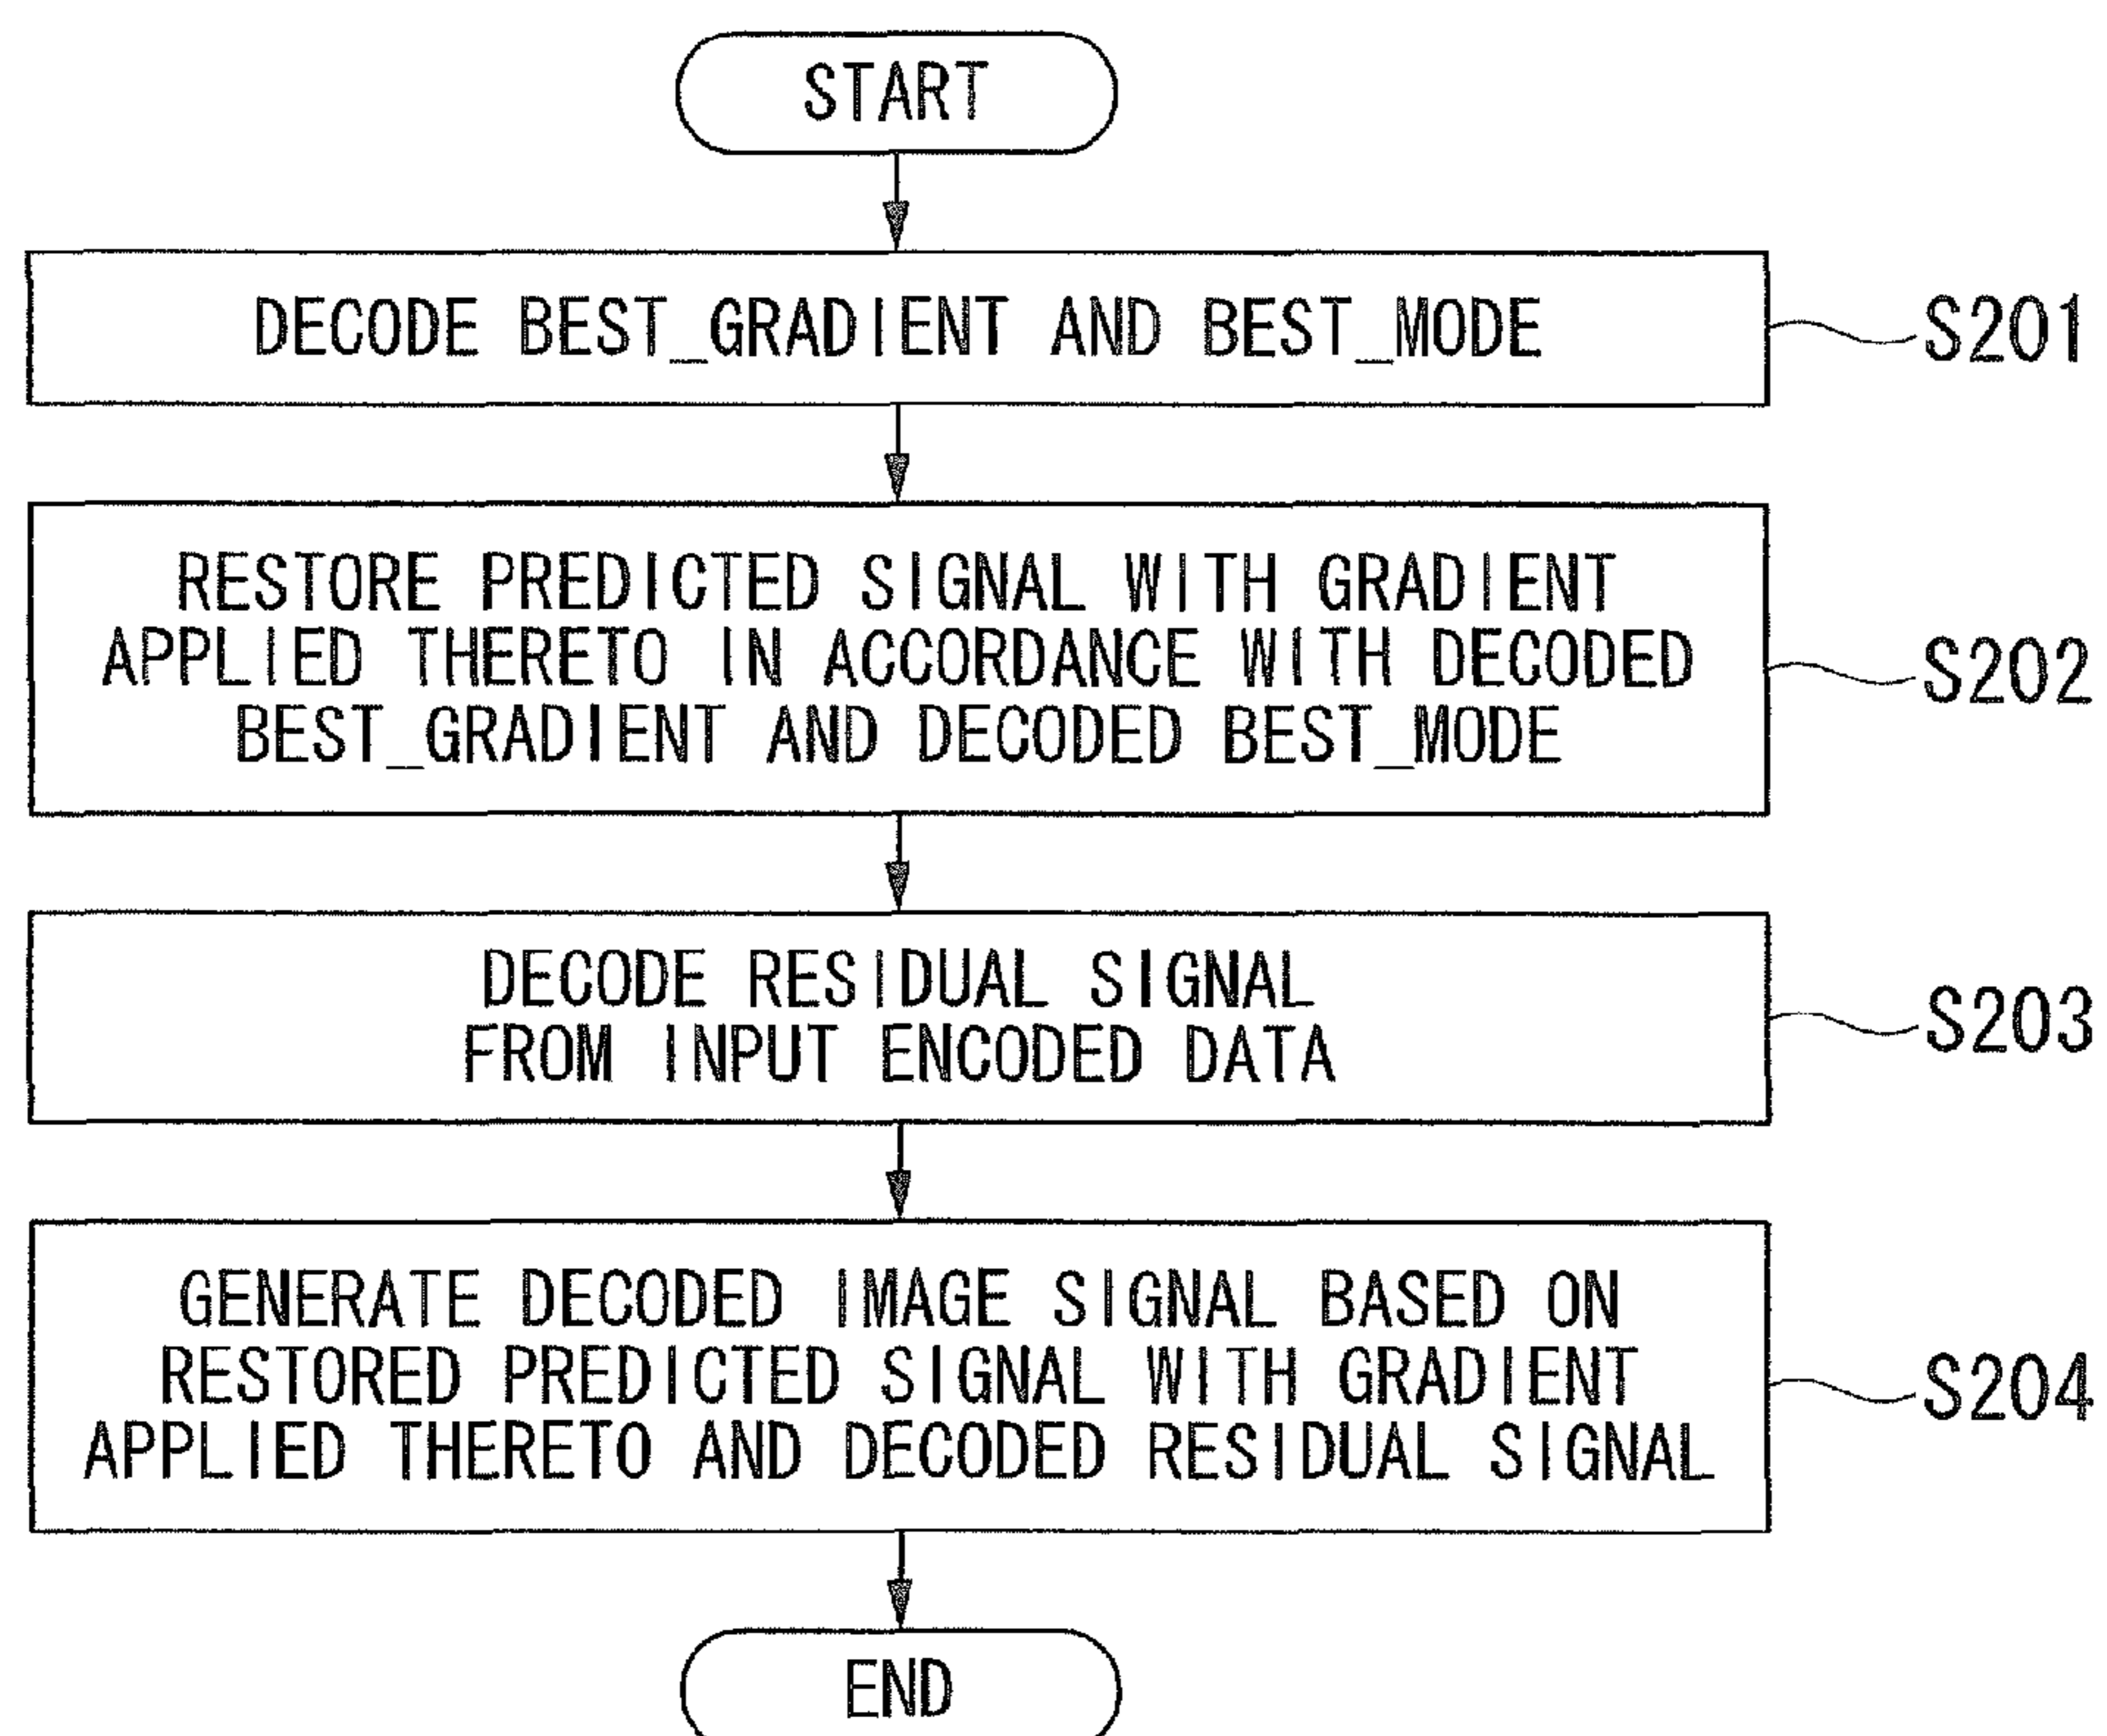 START
DECODE BEST_GRADIENT AND BEST_MODE
S201
RESTORE PREDICTED SIGNAL WITH GRADIENT
APPLIED THERETO IN ACCORDANCE WITH DECODED
BEST_GRADIENT AND DECODED BEST_MODE
S202
DECODE RESIDUAL SIGNAL
FROM INPUT ENCODED DATA
S203
GENERATE DECODED IMAGE SIGNAL BASED ON
RESTORED PREDICTED SIGNAL WITH GRADIENT
APPLIED THERETO AND DECODED RESIDUAL SIGNAL
S204
END